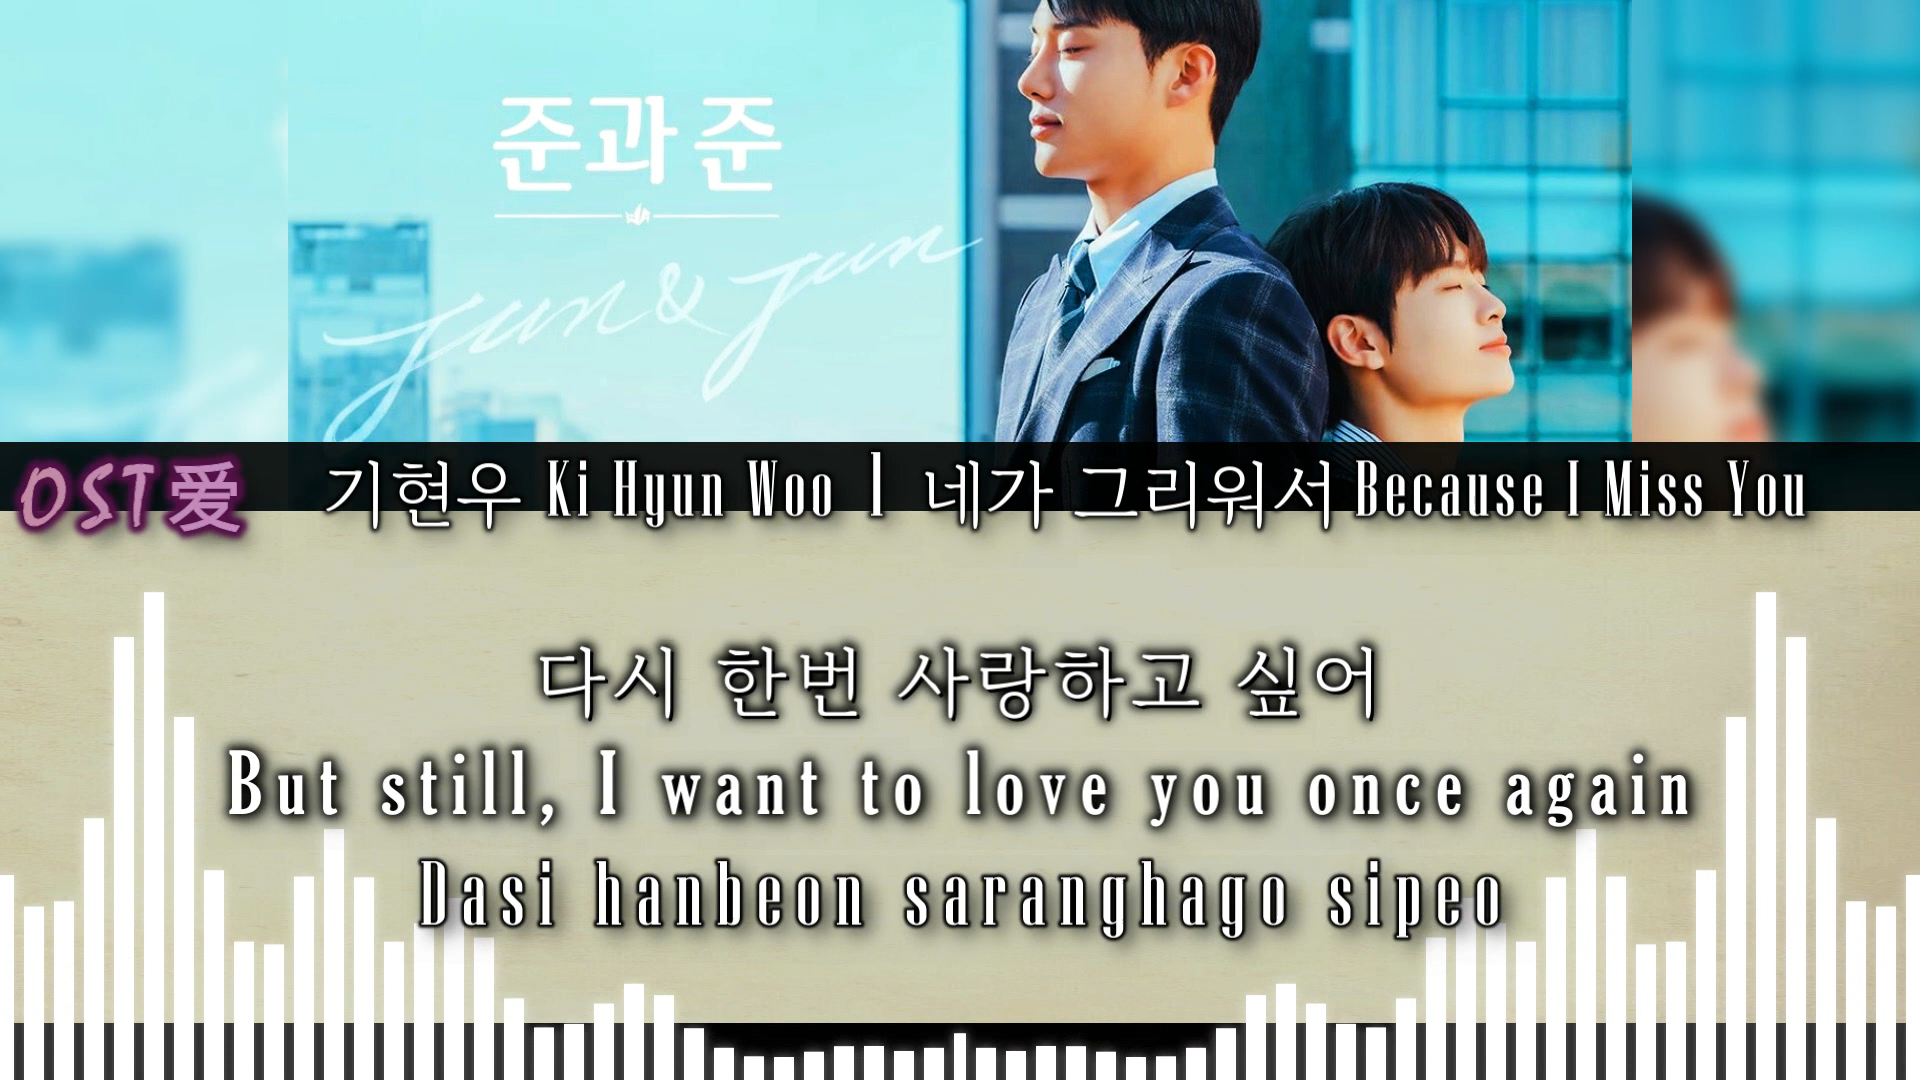 준과 준
Jun & Jun
OST爱 기현우 Ki Hyun Woo | 네가 그리워서 Because I Miss You
다시 한번 사랑하고 싶어
But still, I want to love you once again
Dasi hanbeon saranghago sipeo